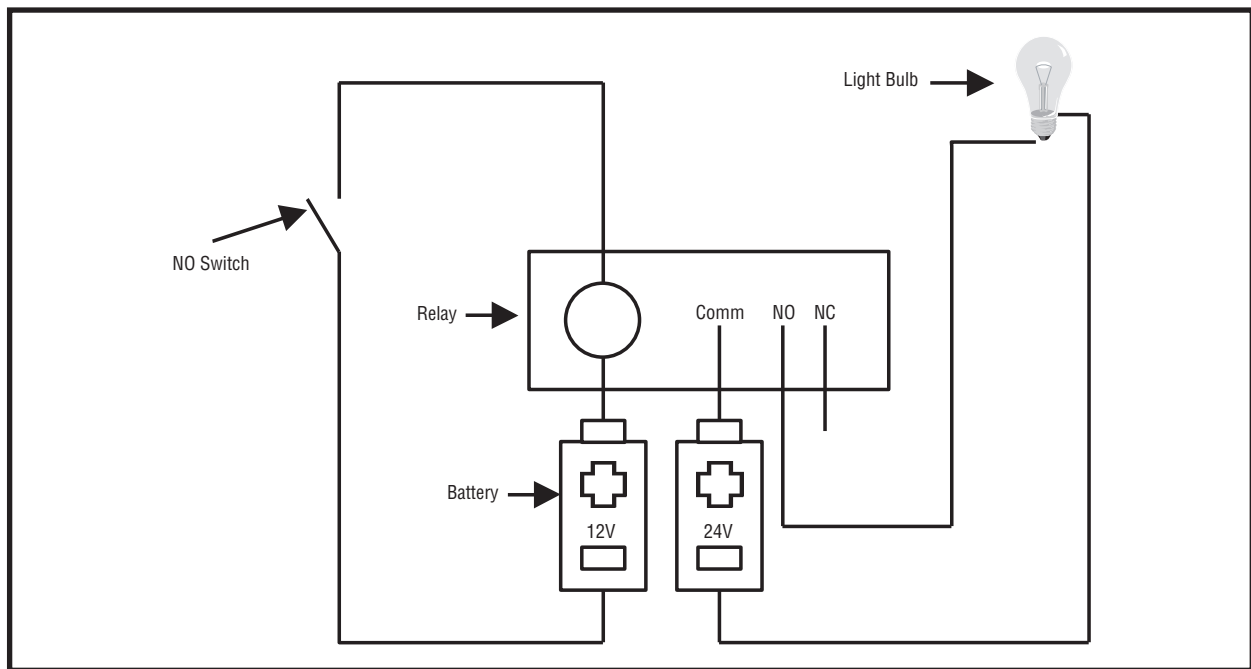 Light Bulb
NO Switch
Relay
Comm NO NC
Battery
12V
24V